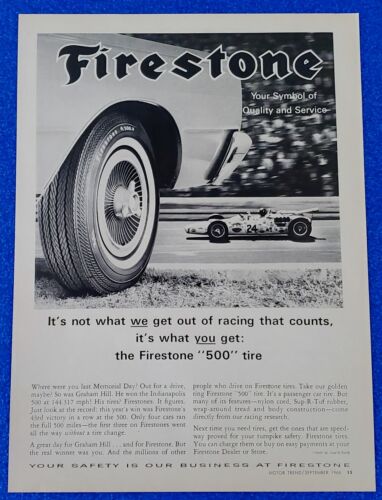 Firestone
Your Symbol of
Quality and Service
Firestone
500
24
It's not what we get out of racing that counts,
it's what you get:
the Firestone "500" tire
Where were you last Memorial Day? Out for a drive,
maybe? So was Graham Hill. He won the Indianapolis
500 at 144.317 mph! His tires? Firestones. It figures.
Just look at the record: this year's win was Firestone's
43rd victory in a row at the 500. Only four cars ran
the full 500 miles—the first three on Firestones went
all the way without a tire change.
A great day for Graham Hill . . . and for Firestone. But
the real winner was you. And the millions of other
people who drive on Firestone tires. Take our golden
ring Firestone "500" tire. It's a passenger car tire. But
many of its features—nylon cord, Sup-R-Tuf rubber,
wrap-around tread and body construction—come
directly from our racing research.
Next time you need tires, get the ones that are speed-
way proved for your turnpike safety. Firestone tires.
You can charge them or buy on easy payments at your
Firestone Dealer or Store.
YOUR SAFETY IS OUR BUSINESS AT FIRESTONE
MOTOR TREND/SEPTEMBER 1966 15